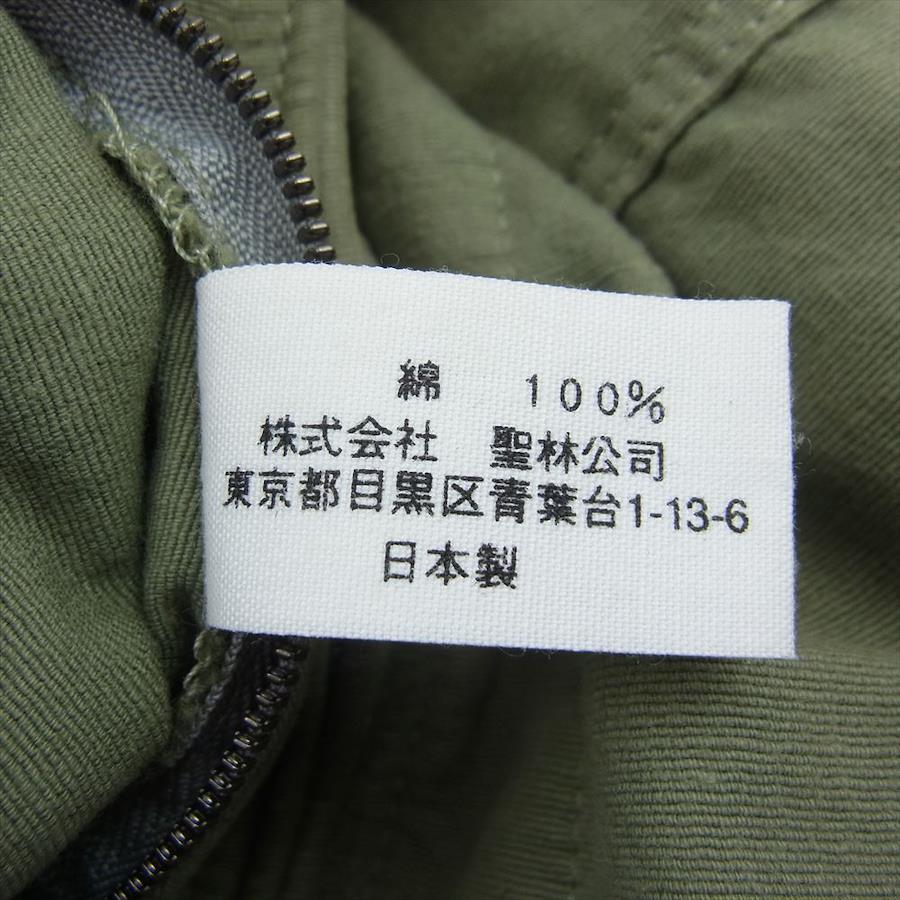 綿 100%
株式会社 聖林公司
東京都目黒区青葉台1-13-6
日本製